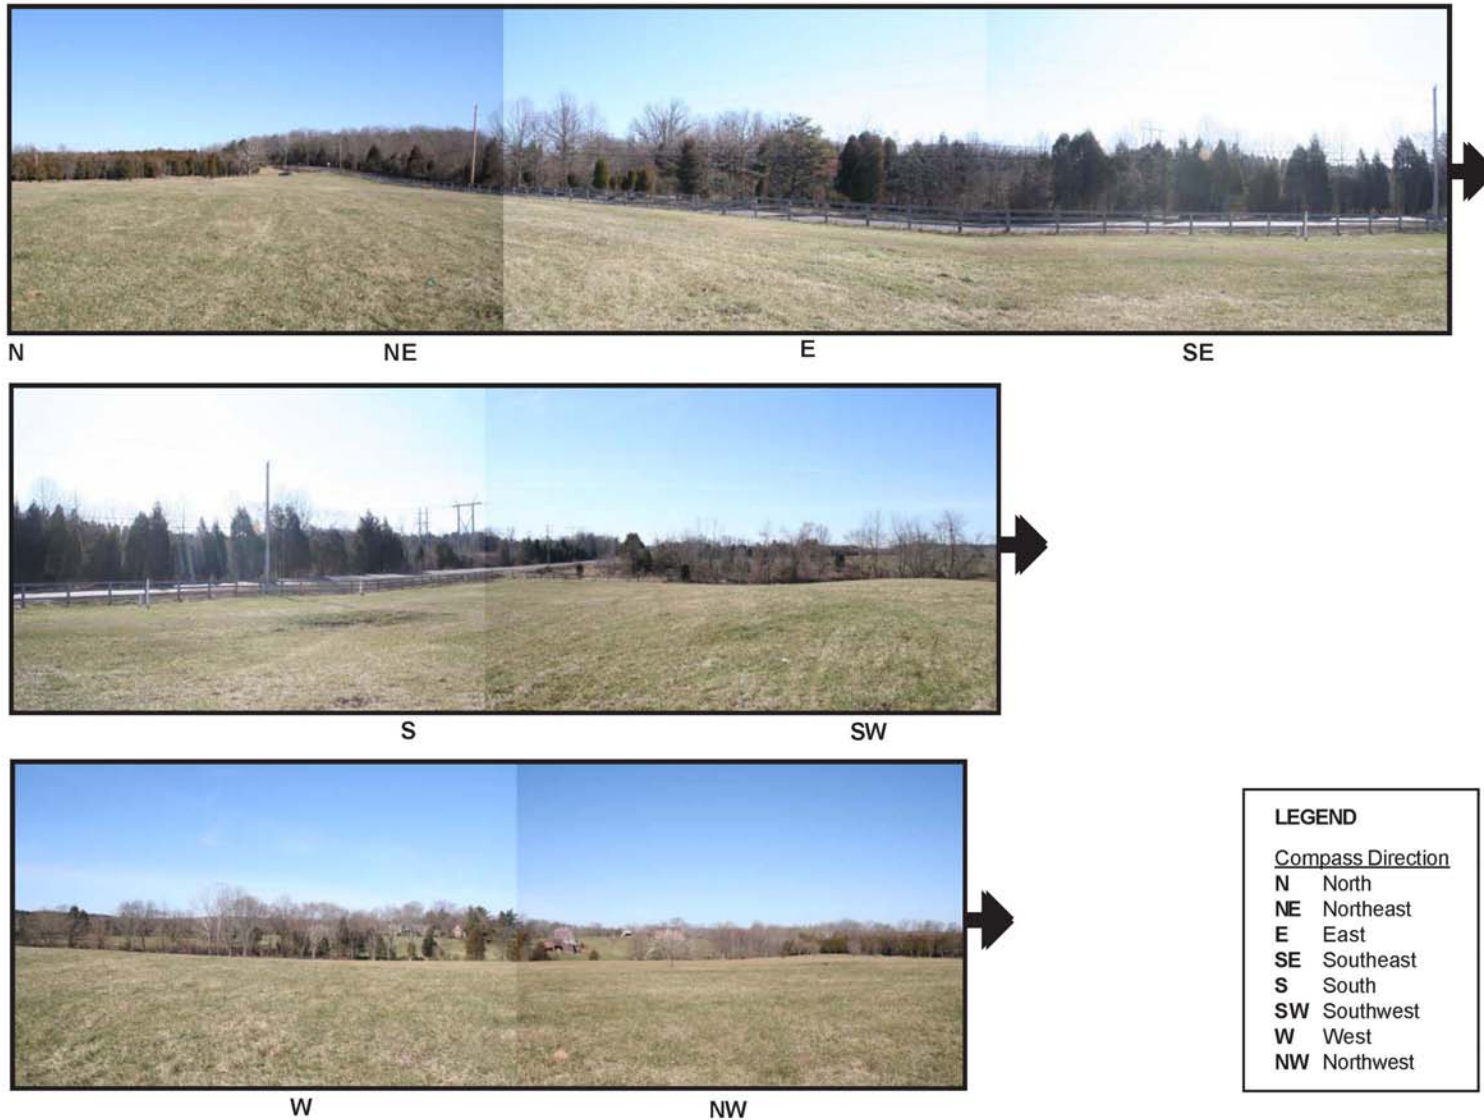 N NE E SE
S SW
W NW
LEGEND
Compass Direction
N North
NE Northeast
E East
SE Southeast
S South
SW Southwest
W West
NW Northwest